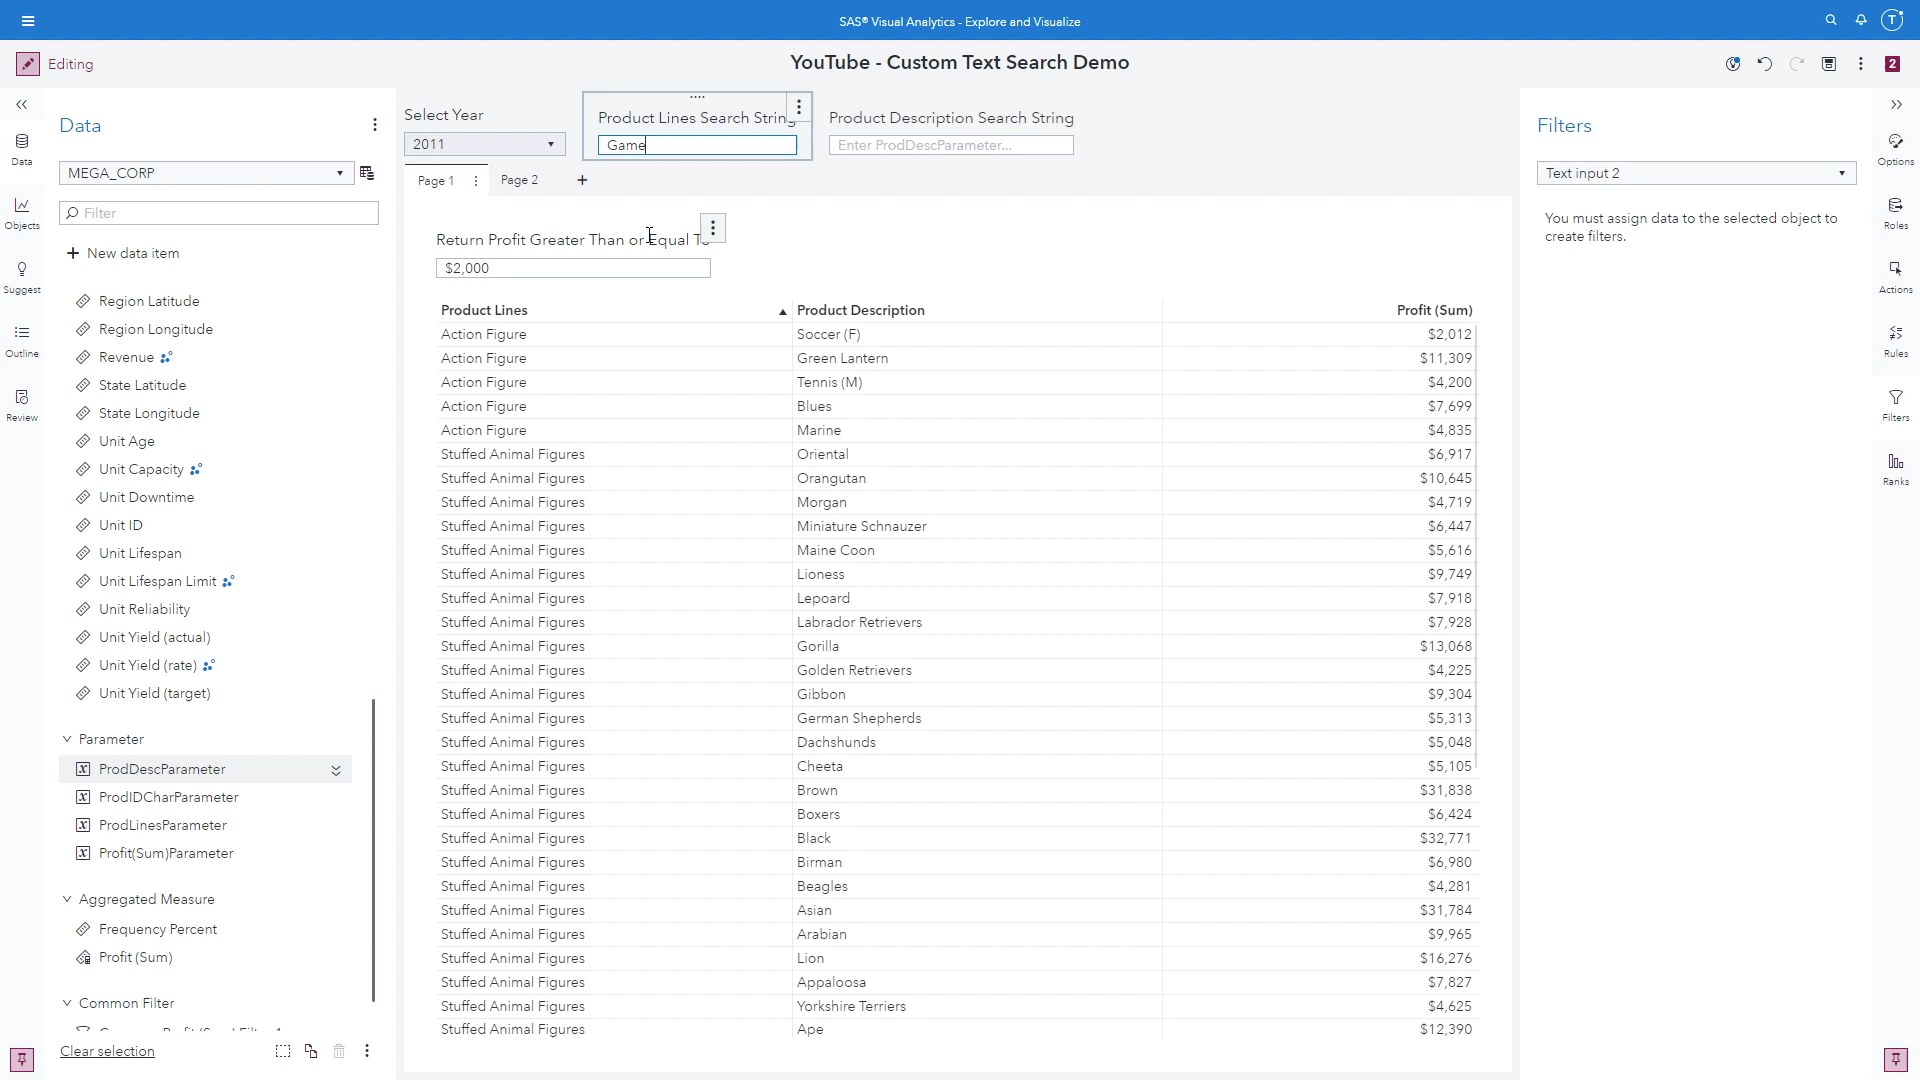 SAS® Visual Analytics - Explore and Visualize
T
Editing
YouTube - Custom Text Search Demo
2
Data
Objects
Suggest
Outline
Review
Data
MEGA_CORP
Filter
New data item
Region Latitude
Region Longitude
Revenue
State Latitude
State Longitude
Unit Age
Unit Capacity
Unit Downtime
Unit ID
Unit Lifespan
Unit Lifespan Limit
Unit Reliability
Unit Yield (actual)
Unit Yield (rate)
Unit Yield (target)
Parameter
ProdDescParameter
ProdIDCharParameter
ProdLinesParameter
Profit(Sum)Parameter
Aggregated Measure
Frequency Percent
Profit (Sum)
Common Filter
Clear selection
Select Year
2011
Product Lines Search String
Game
Product Description Search String
Enter ProdDescParameter...
Page 1
Page 2
Return Profit Greater Than or Equal To
$2,000
Product Lines Product Description Profit (Sum)
Action Figure Soccer (F) $2,012
Action Figure Green Lantern $11,309
Action Figure Tennis (M) $4,200
Action Figure Blues $7,699
Action Figure Marine $4,835
Stuffed Animal Figures Oriental $6,917
Stuffed Animal Figures Orangutan $10,645
Stuffed Animal Figures Morgan $4,719
Stuffed Animal Figures Miniature Schnauzer $6,447
Stuffed Animal Figures Maine Coon $5,616
Stuffed Animal Figures Lioness $9,749
Stuffed Animal Figures Lepoard $7,918
Stuffed Animal Figures Labrador Retrievers $7,928
Stuffed Animal Figures Gorilla $13,068
Stuffed Animal Figures Golden Retrievers $4,225
Stuffed Animal Figures Gibbon $9,304
Stuffed Animal Figures German Shepherds $5,313
Stuffed Animal Figures Dachshunds $5,048
Stuffed Animal Figures Cheeta $5,105
Stuffed Animal Figures Brown $31,838
Stuffed Animal Figures Boxers $6,424
Stuffed Animal Figures Black $32,771
Stuffed Animal Figures Birman $6,980
Stuffed Animal Figures Beagles $4,281
Stuffed Animal Figures Asian $31,784
Stuffed Animal Figures Arabian $9,965
Stuffed Animal Figures Lion $16,276
Stuffed Animal Figures Appaloosa $7,827
Stuffed Animal Figures Yorkshire Terriers $4,625
Stuffed Animal Figures Ape $12,390
Filters
Text input 2
You must assign data to the selected object to
create filters.
Options
Roles
Actions
Rules
Filters
Ranks